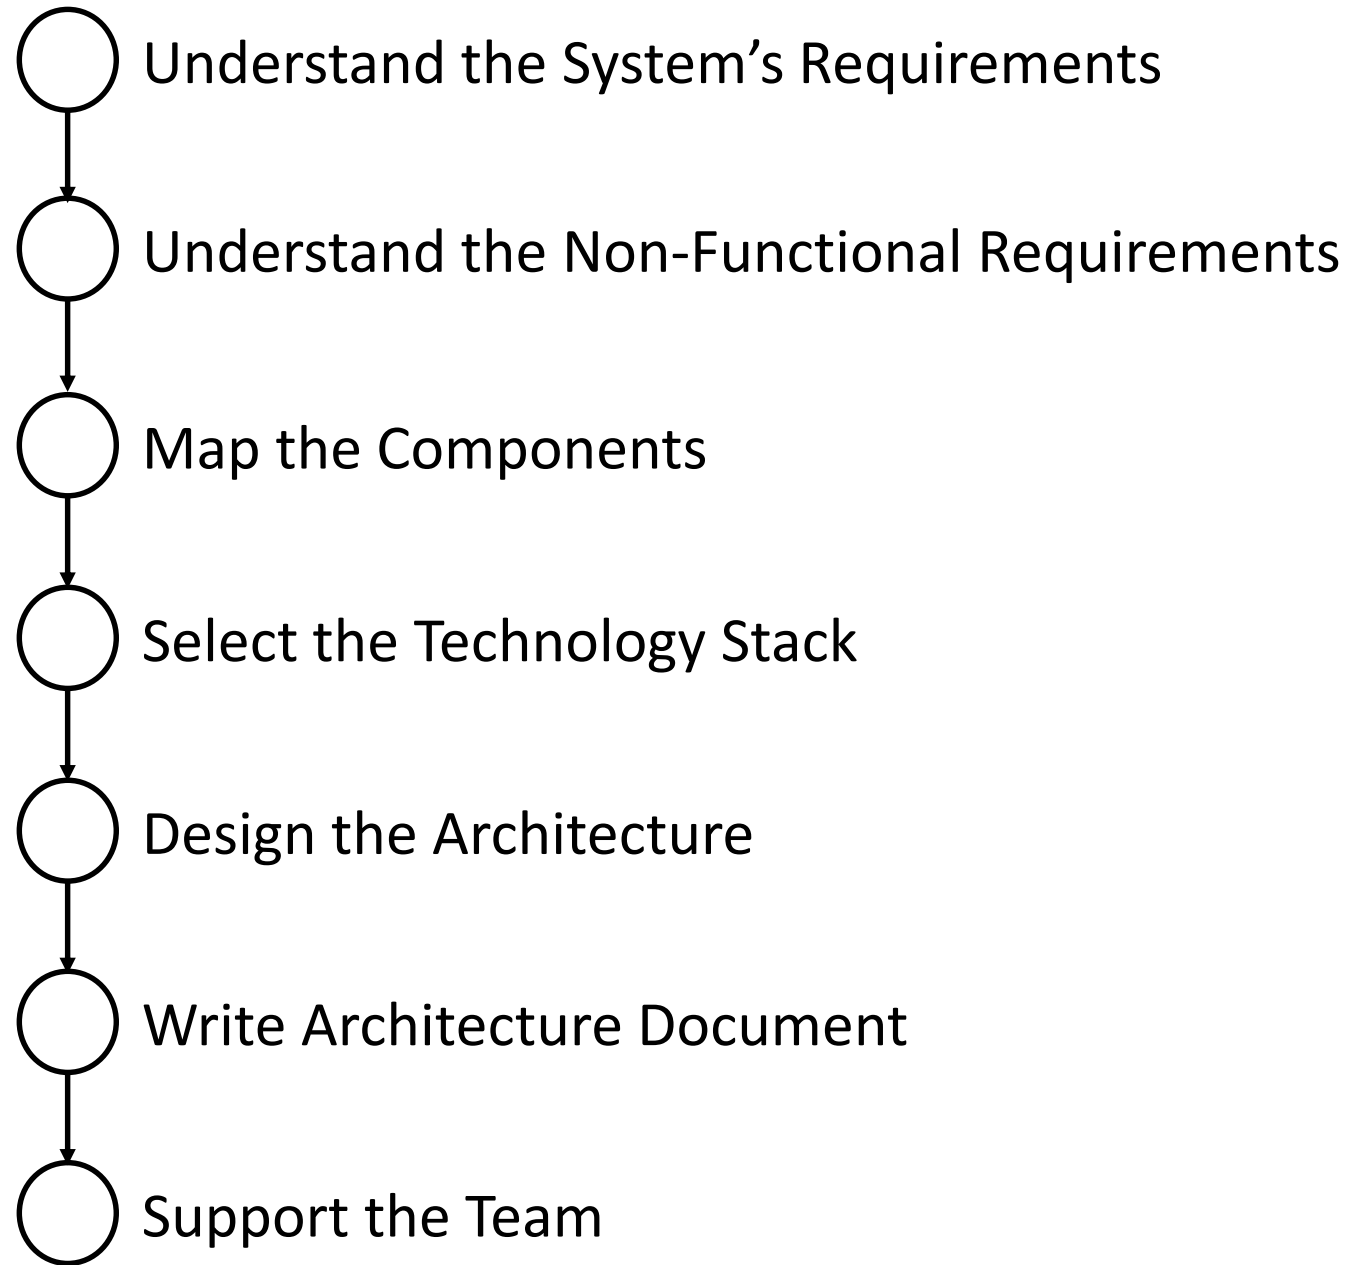 Understand the System’s Requirements
Understand the Non-Functional Requirements
Map the Components
Select the Technology Stack
Design the Architecture
Write Architecture Document
Support the Team